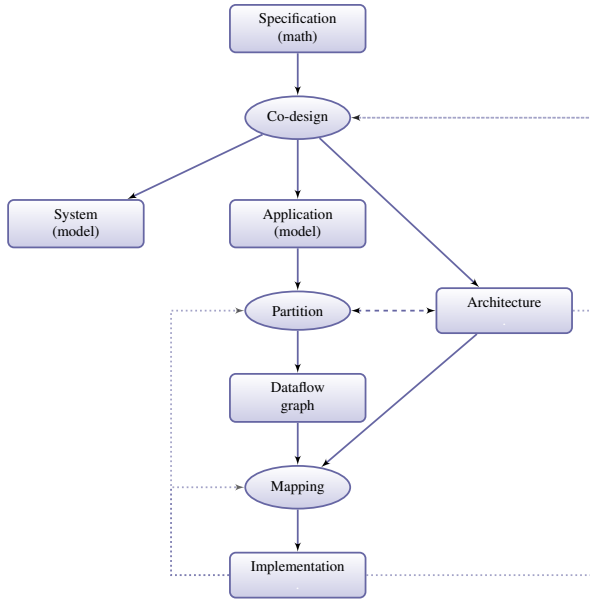 Specification
(math)
Co-design
System
(model)
Application
(model)
Partition
Architecture
Dataflow
graph
Mapping
Implementation